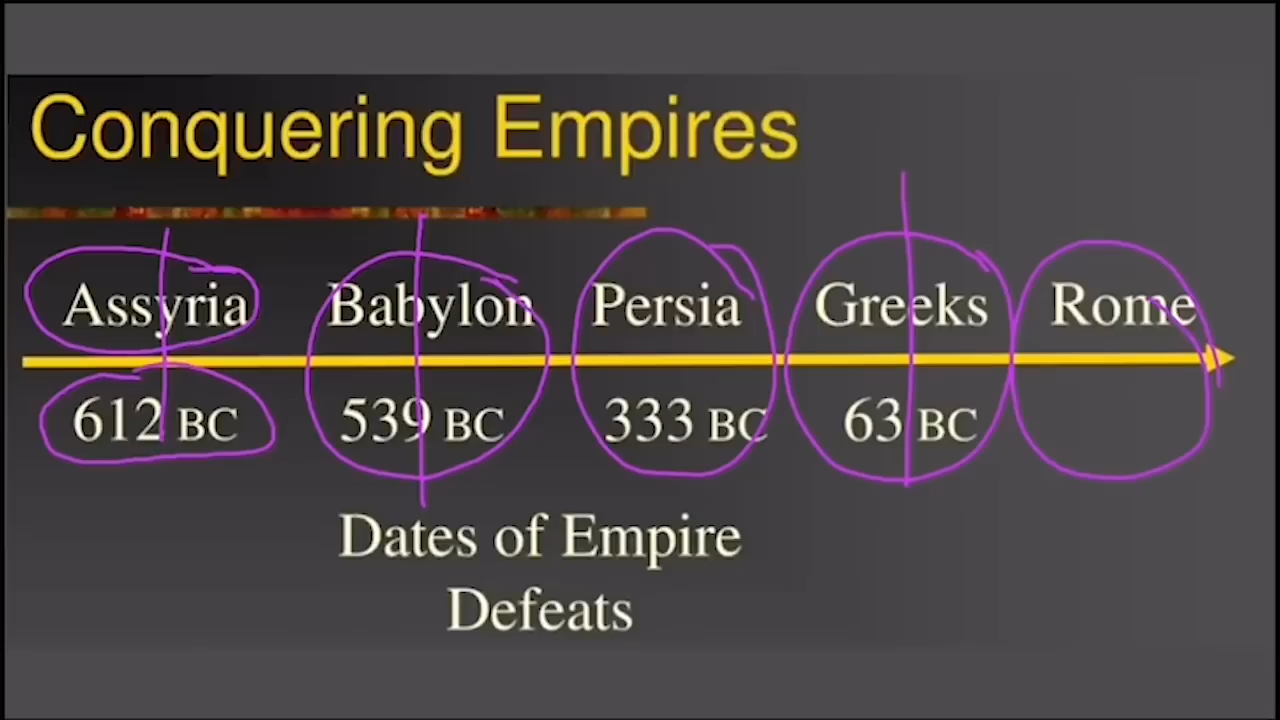 Conquering Empires
Assyria Babylon Persia Greeks Rome
612 BC 539 BC 333 BC 63 BC
Dates of Empire
Defeats